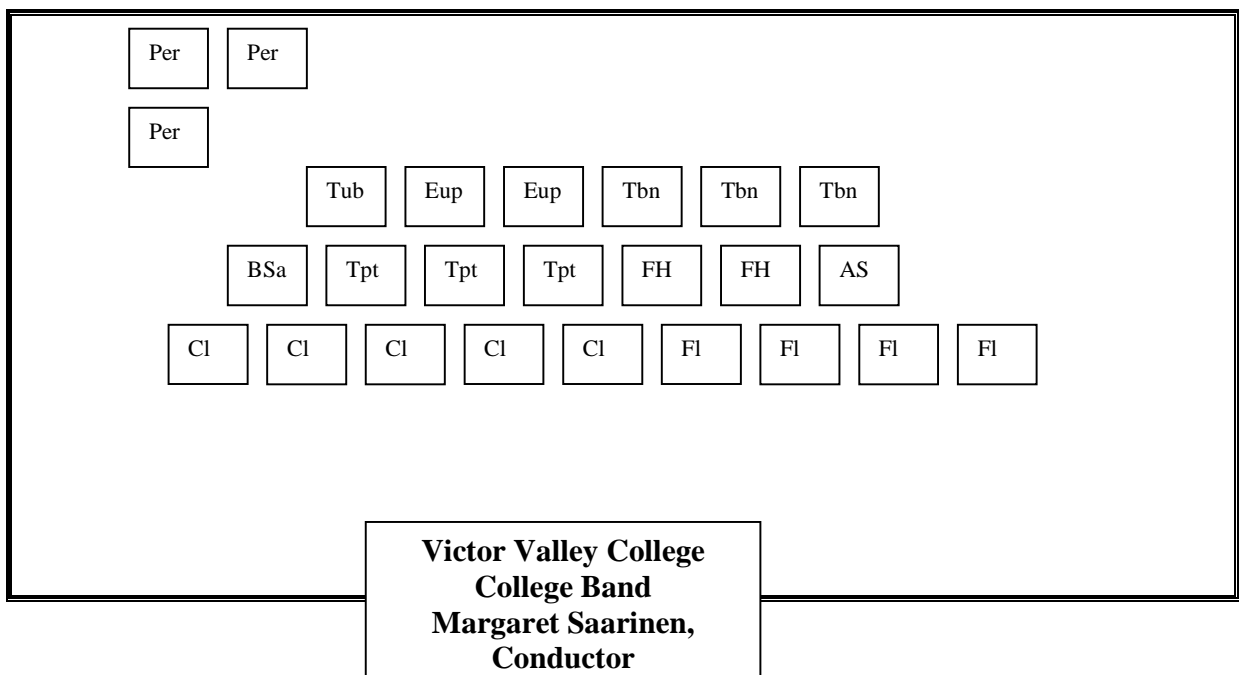 Per Per
Per
Tub Eup Eup Tbn Tbn Tbn
BSa Tpt Tpt Tpt FH FH AS
Cl Cl Cl Cl Cl Fl Fl Fl Fl
Victor Valley College
College Band
Margaret Saarinen,
Conductor